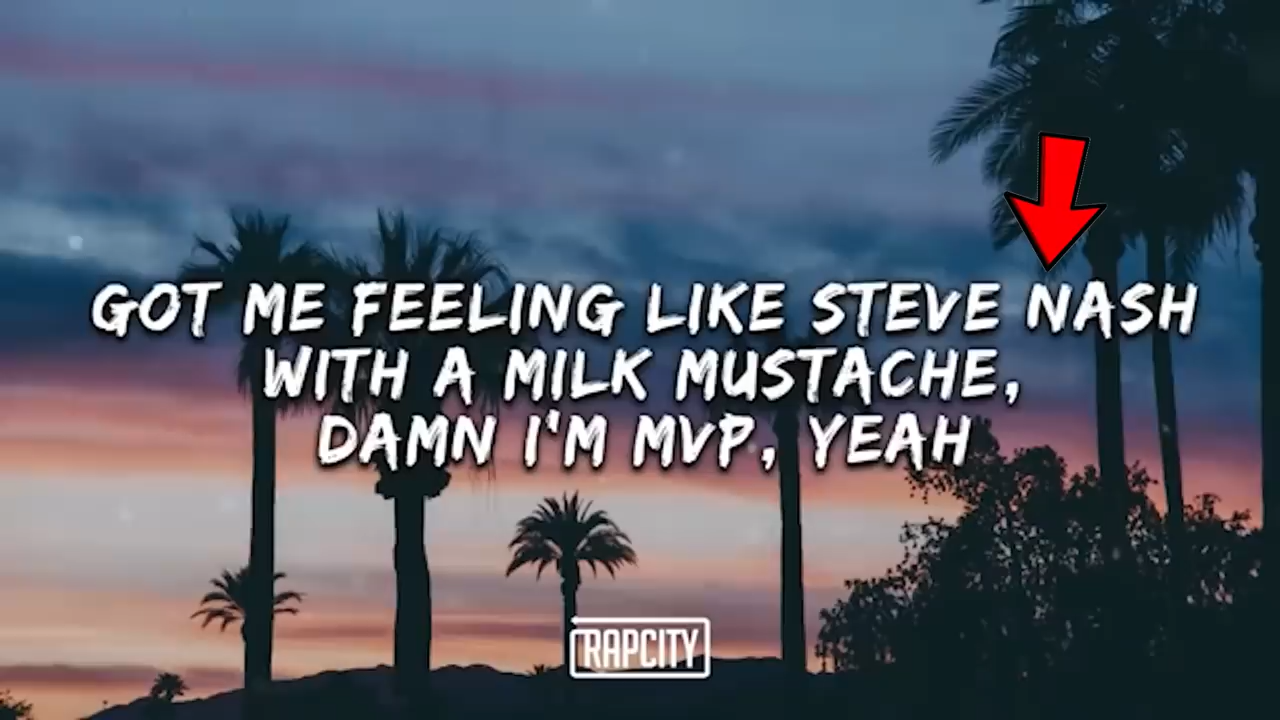 GOT ME FEELING LIKE STEVE NASH
WITH A MILK MUSTACHE,
DAMN I'M MVP, YEAH
RAPCITY